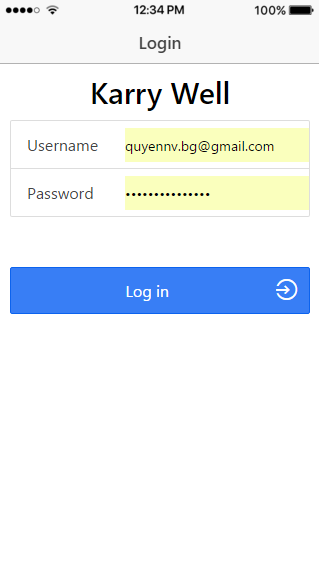 12:34 PM 100%
Login
Karry Well
Username quyennv.bg@gmail.com
Password •••••••••••••••
Log in